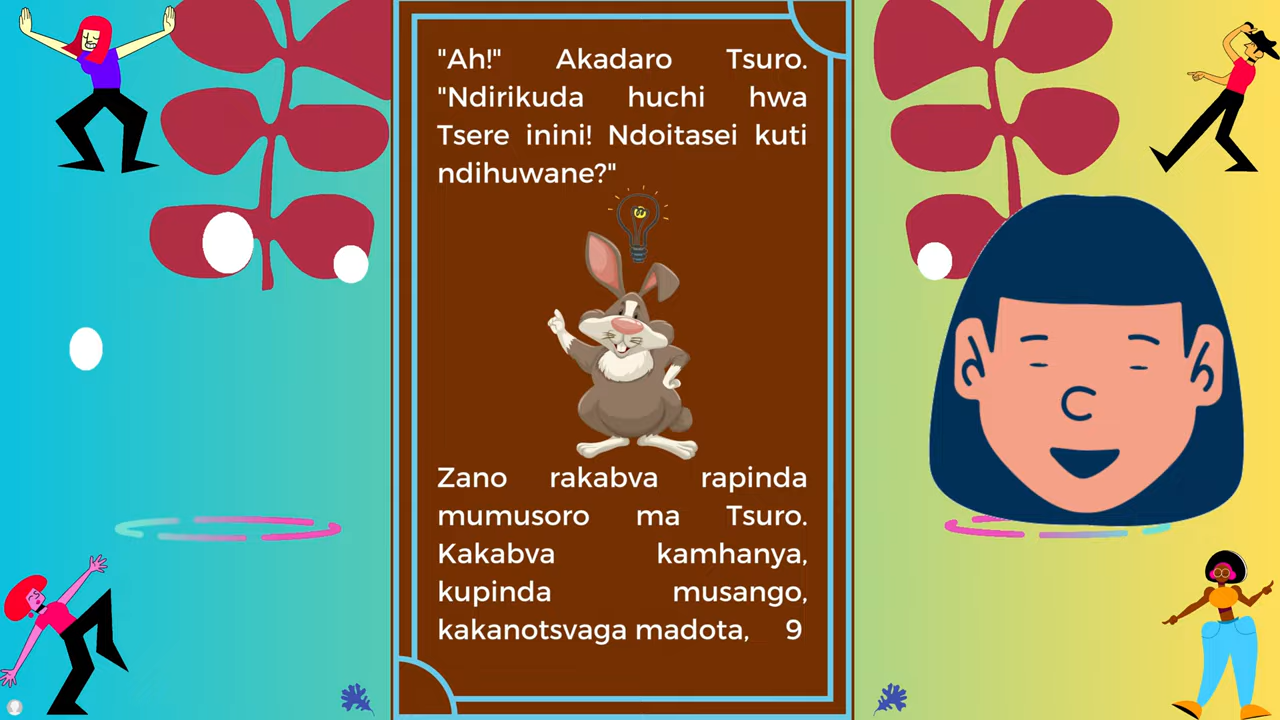 "Ah!" Akadaro Tsuro.
"Ndirikuda huchi hwa
Tsere inini! Ndoitasei kuti
ndihuwane?"
Zano rakabva rapinda
mumusoro ma Tsuro.
Kakabva kamhanya,
kupinda musango,
kakanotsvaga madota, 9